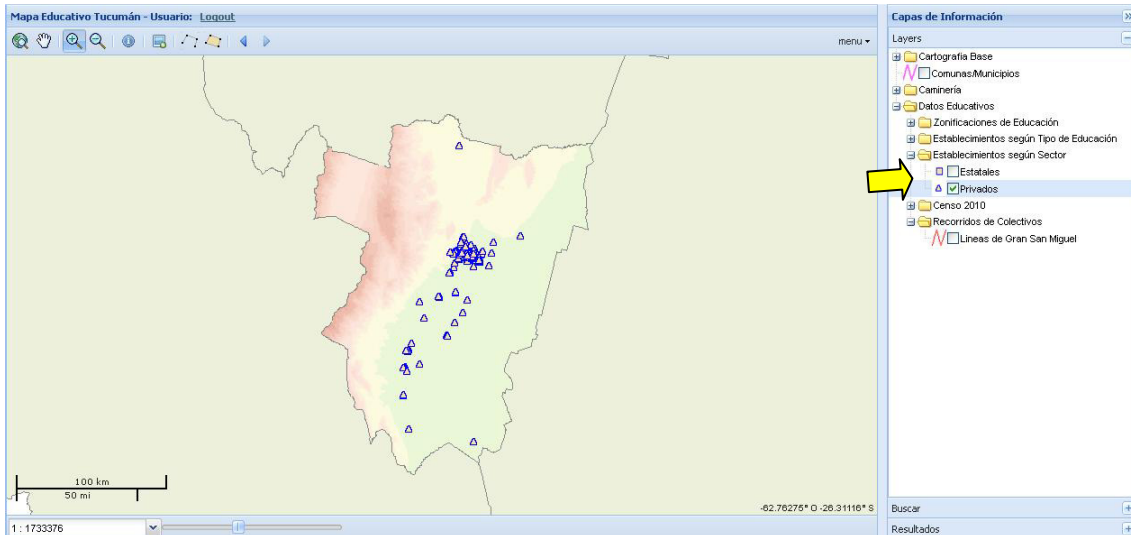 Mapa Educativo Tucumán - Usuario: Logout
menu
100 km
50 mi
-62.76275° O -26.31116° S
1 : 1733376
Capas de Información
Layers
Cartografia Base
Comunas/Municipios
Caminería
Datos Educativos
Zonificaciones de Educación
Establecimientos según Tipo de Educación
Establecimientos según Sector
Estatales
Privados
Censo 2010
Recorridos de Colectivos
Lineas de Gran San Miguel
Buscar
Resultados